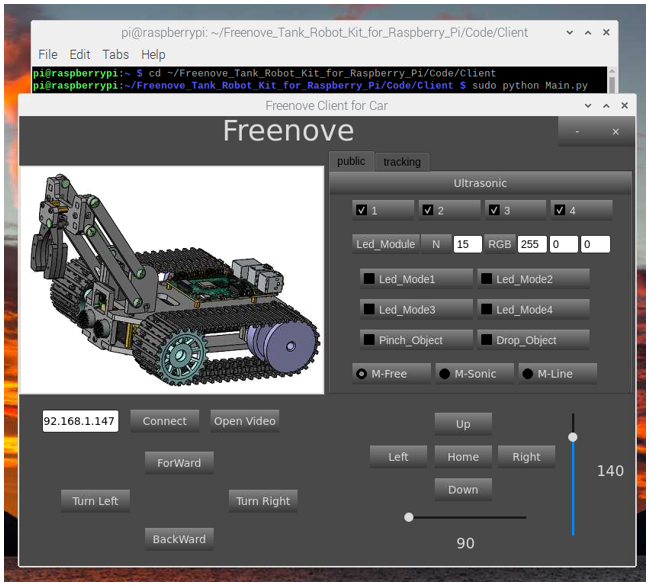 pi@raspberrypi: ~/Freenove_Tank_Robot_Kit_for_Raspberry_Pi/Code/Client
File Edit Tabs Help
pi@raspberrypi:~ $ cd ~/Freenove_Tank_Robot_Kit_for_Raspberry_Pi/Code/Client
pi@raspberrypi:~/Freenove_Tank_Robot_Kit_for_Raspberry_Pi/Code/Client $ sudo python Main.py
Freenove Client for Car
Freenove
- ×
public tracking
Ultrasonic
1 2 3 4
Led_Module N 15 RGB 255 0 0
Led_Mode1 Led_Mode2
Led_Mode3 Led_Mode4
Pinch_Object Drop_Object
M-Free M-Sonic M-Line
92.168.1.147 Connect Open Video
Up
ForWard
Left Home Right
140
Down
Turn Left Turn Right
BackWard
90